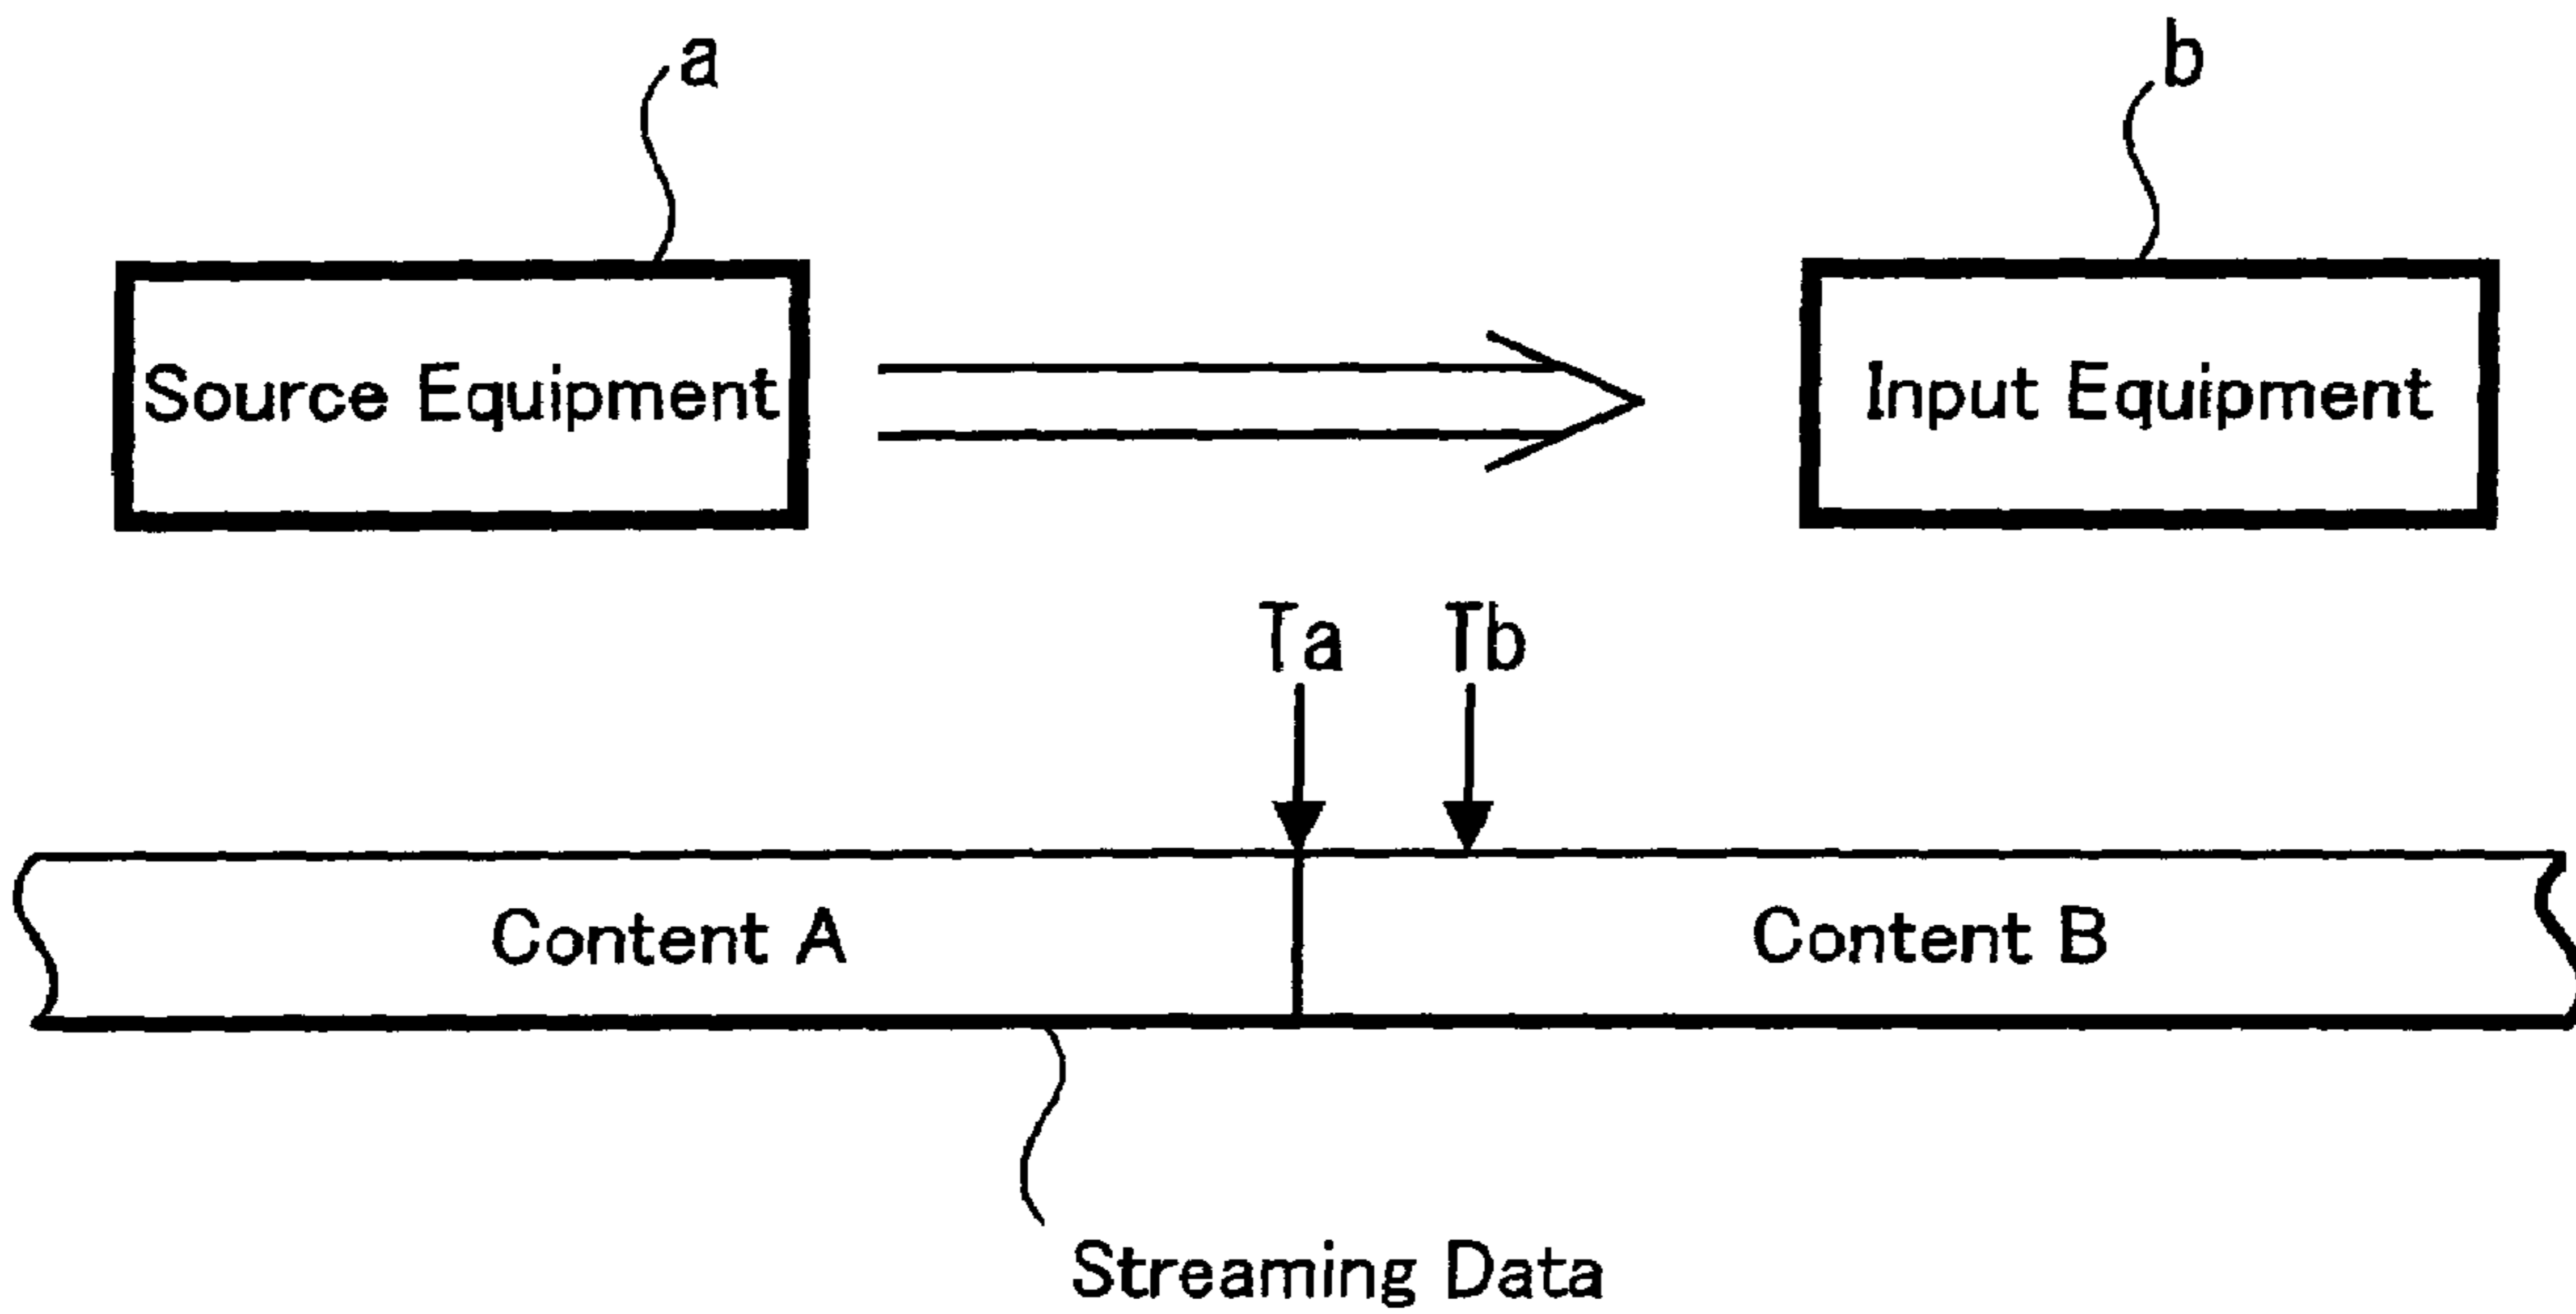 a
b
Source Equipment
Input Equipment
Ta
Tb
Content A
Content B
Streaming Data